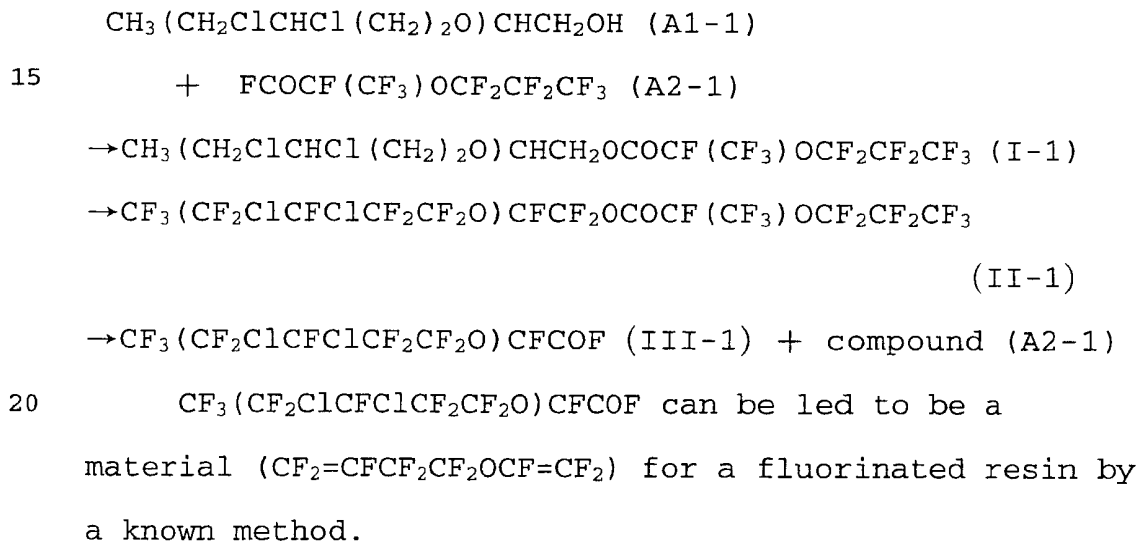 CH₃(CH₂ClCHCl(CH₂)₂O)CHCH₂OH (A1-1)
15 + FCOCF(CF₃)OCF₂CF₂CF₃ (A2-1)
→CH₃(CH₂ClCHCl(CH₂)₂O)CHCH₂OCOCF(CF₃)OCF₂CF₂CF₃ (I-1)
→CF₃(CF₂ClCFClCF₂CF₂O)CFCF₂OCOCF(CF₃)OCF₂CF₂CF₃
(II-1)
→CF₃(CF₂ClCFClCF₂CF₂O)CFCOF (III-1) + compound (A2-1)
20 CF₃(CF₂ClCFClCF₂CF₂O)CFCOF can be led to be a
material (CF₂=CFCF₂CF₂OCF=CF₂) for a fluorinated resin by
a known method.